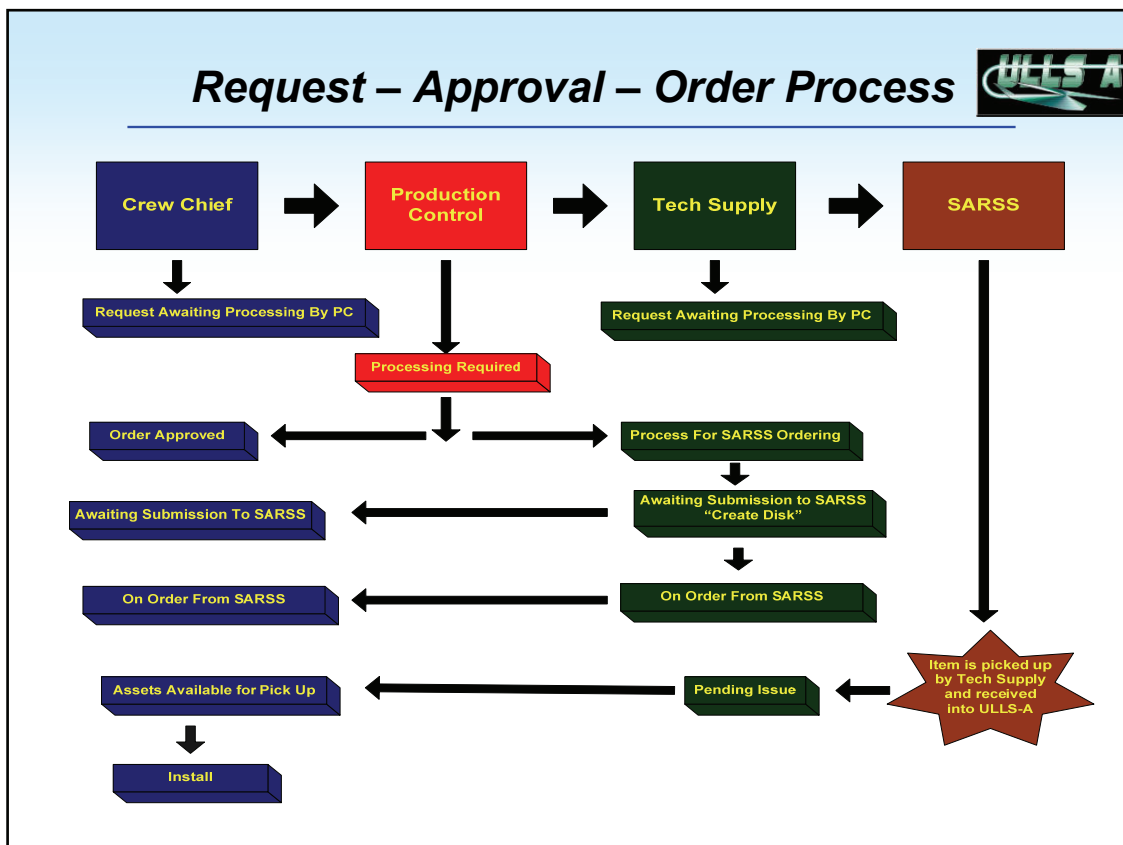 Request – Approval – Order Process
ULLS A
Crew Chief
Production
Control
Tech Supply
SARSS
Request Awaiting Processing By PC
Request Awaiting Processing By PC
Processing Required
Order Approved
Process For SARSS Ordering
Awaiting Submission To SARSS
Awaiting Submission to SARSS
“Create Disk”
On Order From SARSS
On Order From SARSS
Assets Available for Pick Up
Pending Issue
Item is picked up
by Tech Supply
and received
into ULLS-A
Install